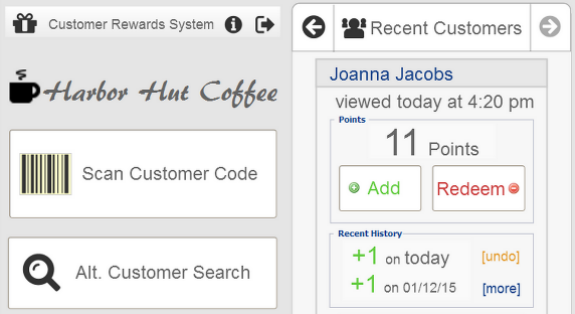 Customer Rewards System
Harbor Hut Coffee
Scan Customer Code
Alt. Customer Search
Recent Customers
Joanna Jacobs
viewed today at 4:20 pm
Points
11 Points
Add Redeem
Recent History
+1 on today [undo]
+1 on 01/12/15 [more]